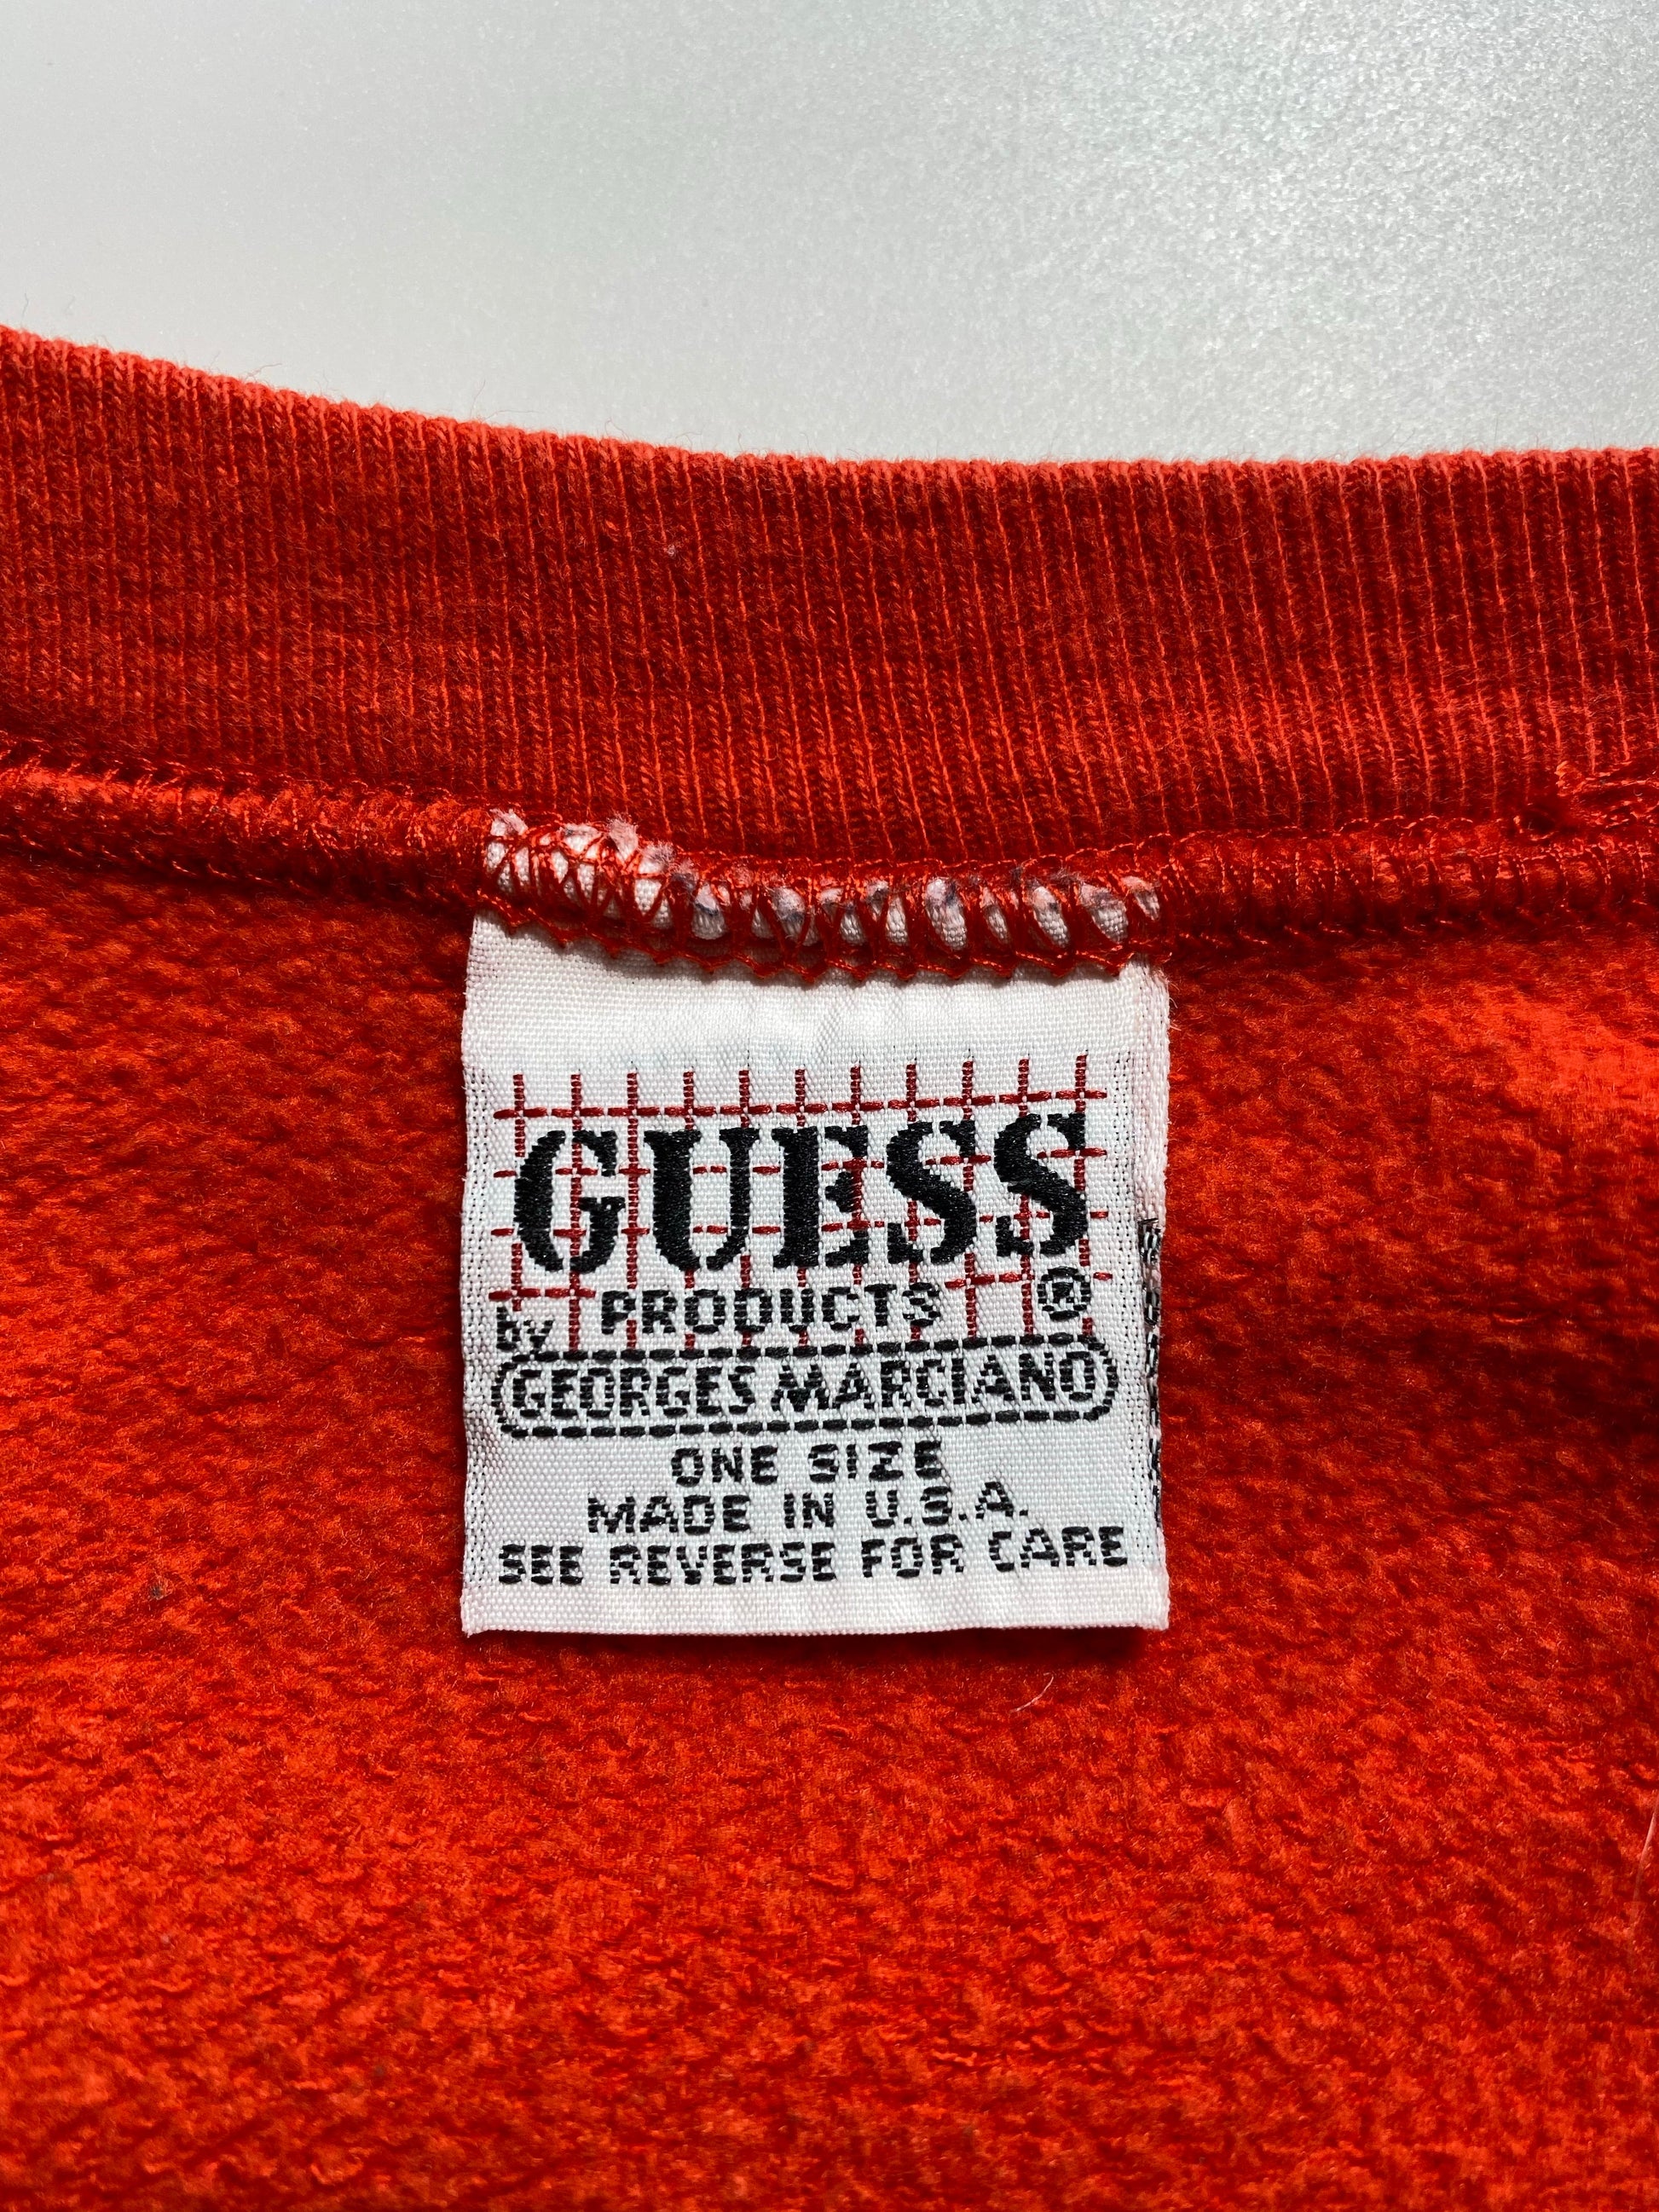 GUESS
PRODUCTS ®
by
GEORGES MARCIANO
ONE SIZE
MADE IN U.S.A.
SEE REVERSE FOR CARE